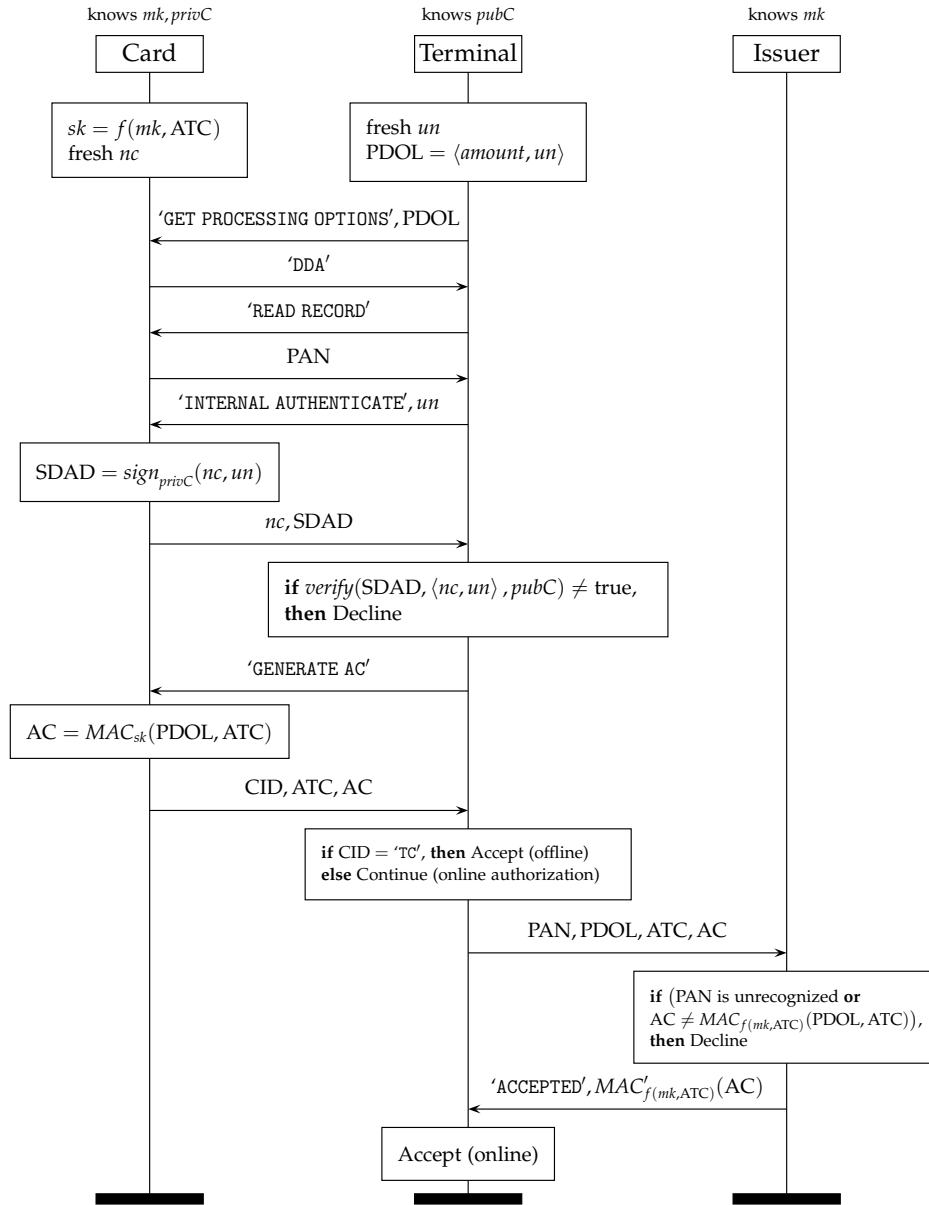 knows mk, privC
knows pubC
knows mk
Card
Terminal
Issuer
sk = f(mk, ATC)
fresh nc
fresh un
PDOL = ⟨amount, un⟩
‘GET PROCESSING OPTIONS’, PDOL
‘DDA’
‘READ RECORD’
PAN
‘INTERNAL AUTHENTICATE’, un
SDAD = sign_privC(nc, un)
nc, SDAD
if verify(SDAD, ⟨nc, un⟩, pubC) ≠ true,
then Decline
‘GENERATE AC’
AC = MAC_sk(PDOL, ATC)
CID, ATC, AC
if CID = ‘TC’, then Accept (offline)
else Continue (online authorization)
PAN, PDOL, ATC, AC
if (PAN is unrecognized or
AC ≠ MAC_f(mk,ATC)(PDOL, ATC)),
then Decline
‘ACCEPTED’, MAC′_f(mk,ATC)(AC)
Accept (online)